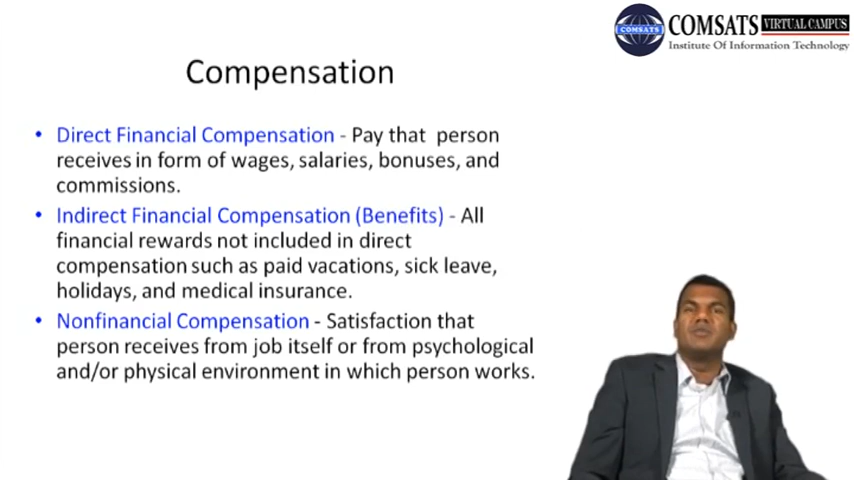 COMSATS
COMSATS VIRTUAL CAMPUS
Institute Of Information Technology
Compensation
• Direct Financial Compensation - Pay that person
receives in form of wages, salaries, bonuses, and
commissions.
• Indirect Financial Compensation (Benefits) - All
financial rewards not included in direct
compensation such as paid vacations, sick leave,
holidays, and medical insurance.
• Nonfinancial Compensation - Satisfaction that
person receives from job itself or from psychological
and/or physical environment in which person works.